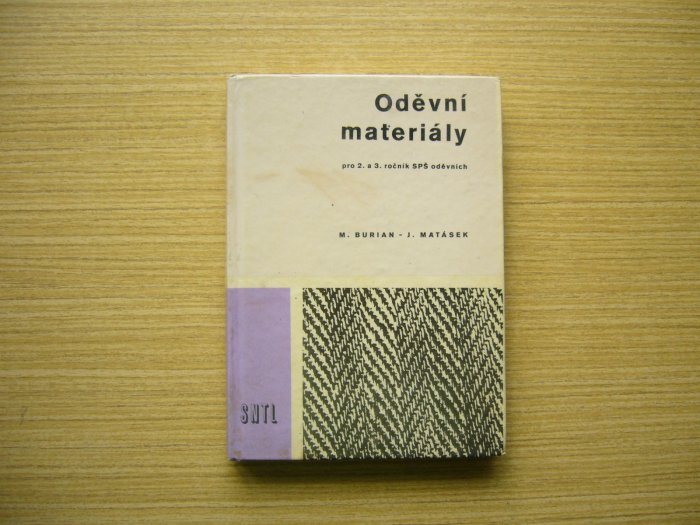 Oděvní
materiály
pro 2. a 3. ročník SPŠ oděvních
M. BURIAN - J. MATÁSEK
SNTL